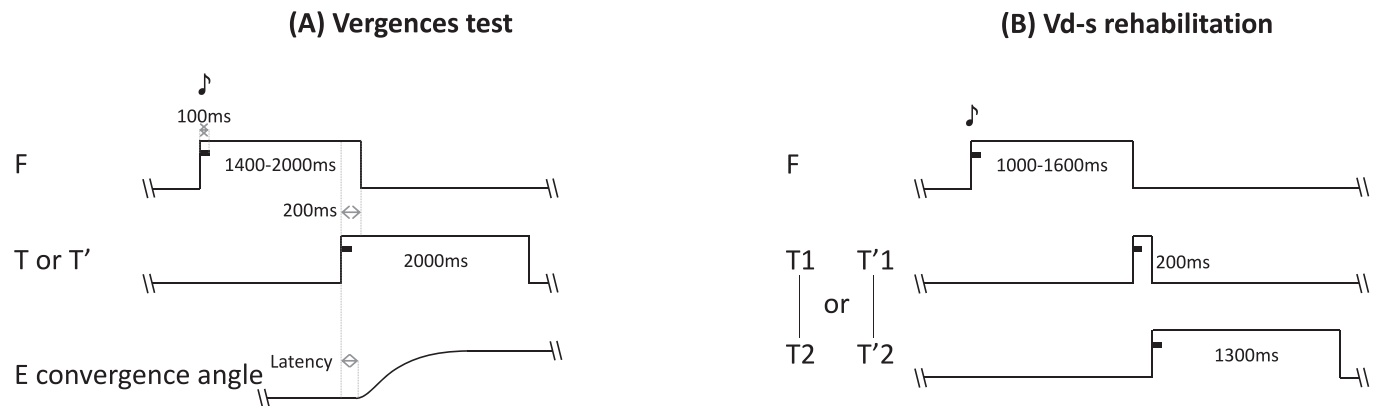 (A) Vergences test
100ms
F
1400-2000ms
200ms
T or T’
2000ms
Latency
E convergence angle
(B) Vd-s rehabilitation
F
1000-1600ms
T1 T’1
200ms
or
T2 T’2
1300ms